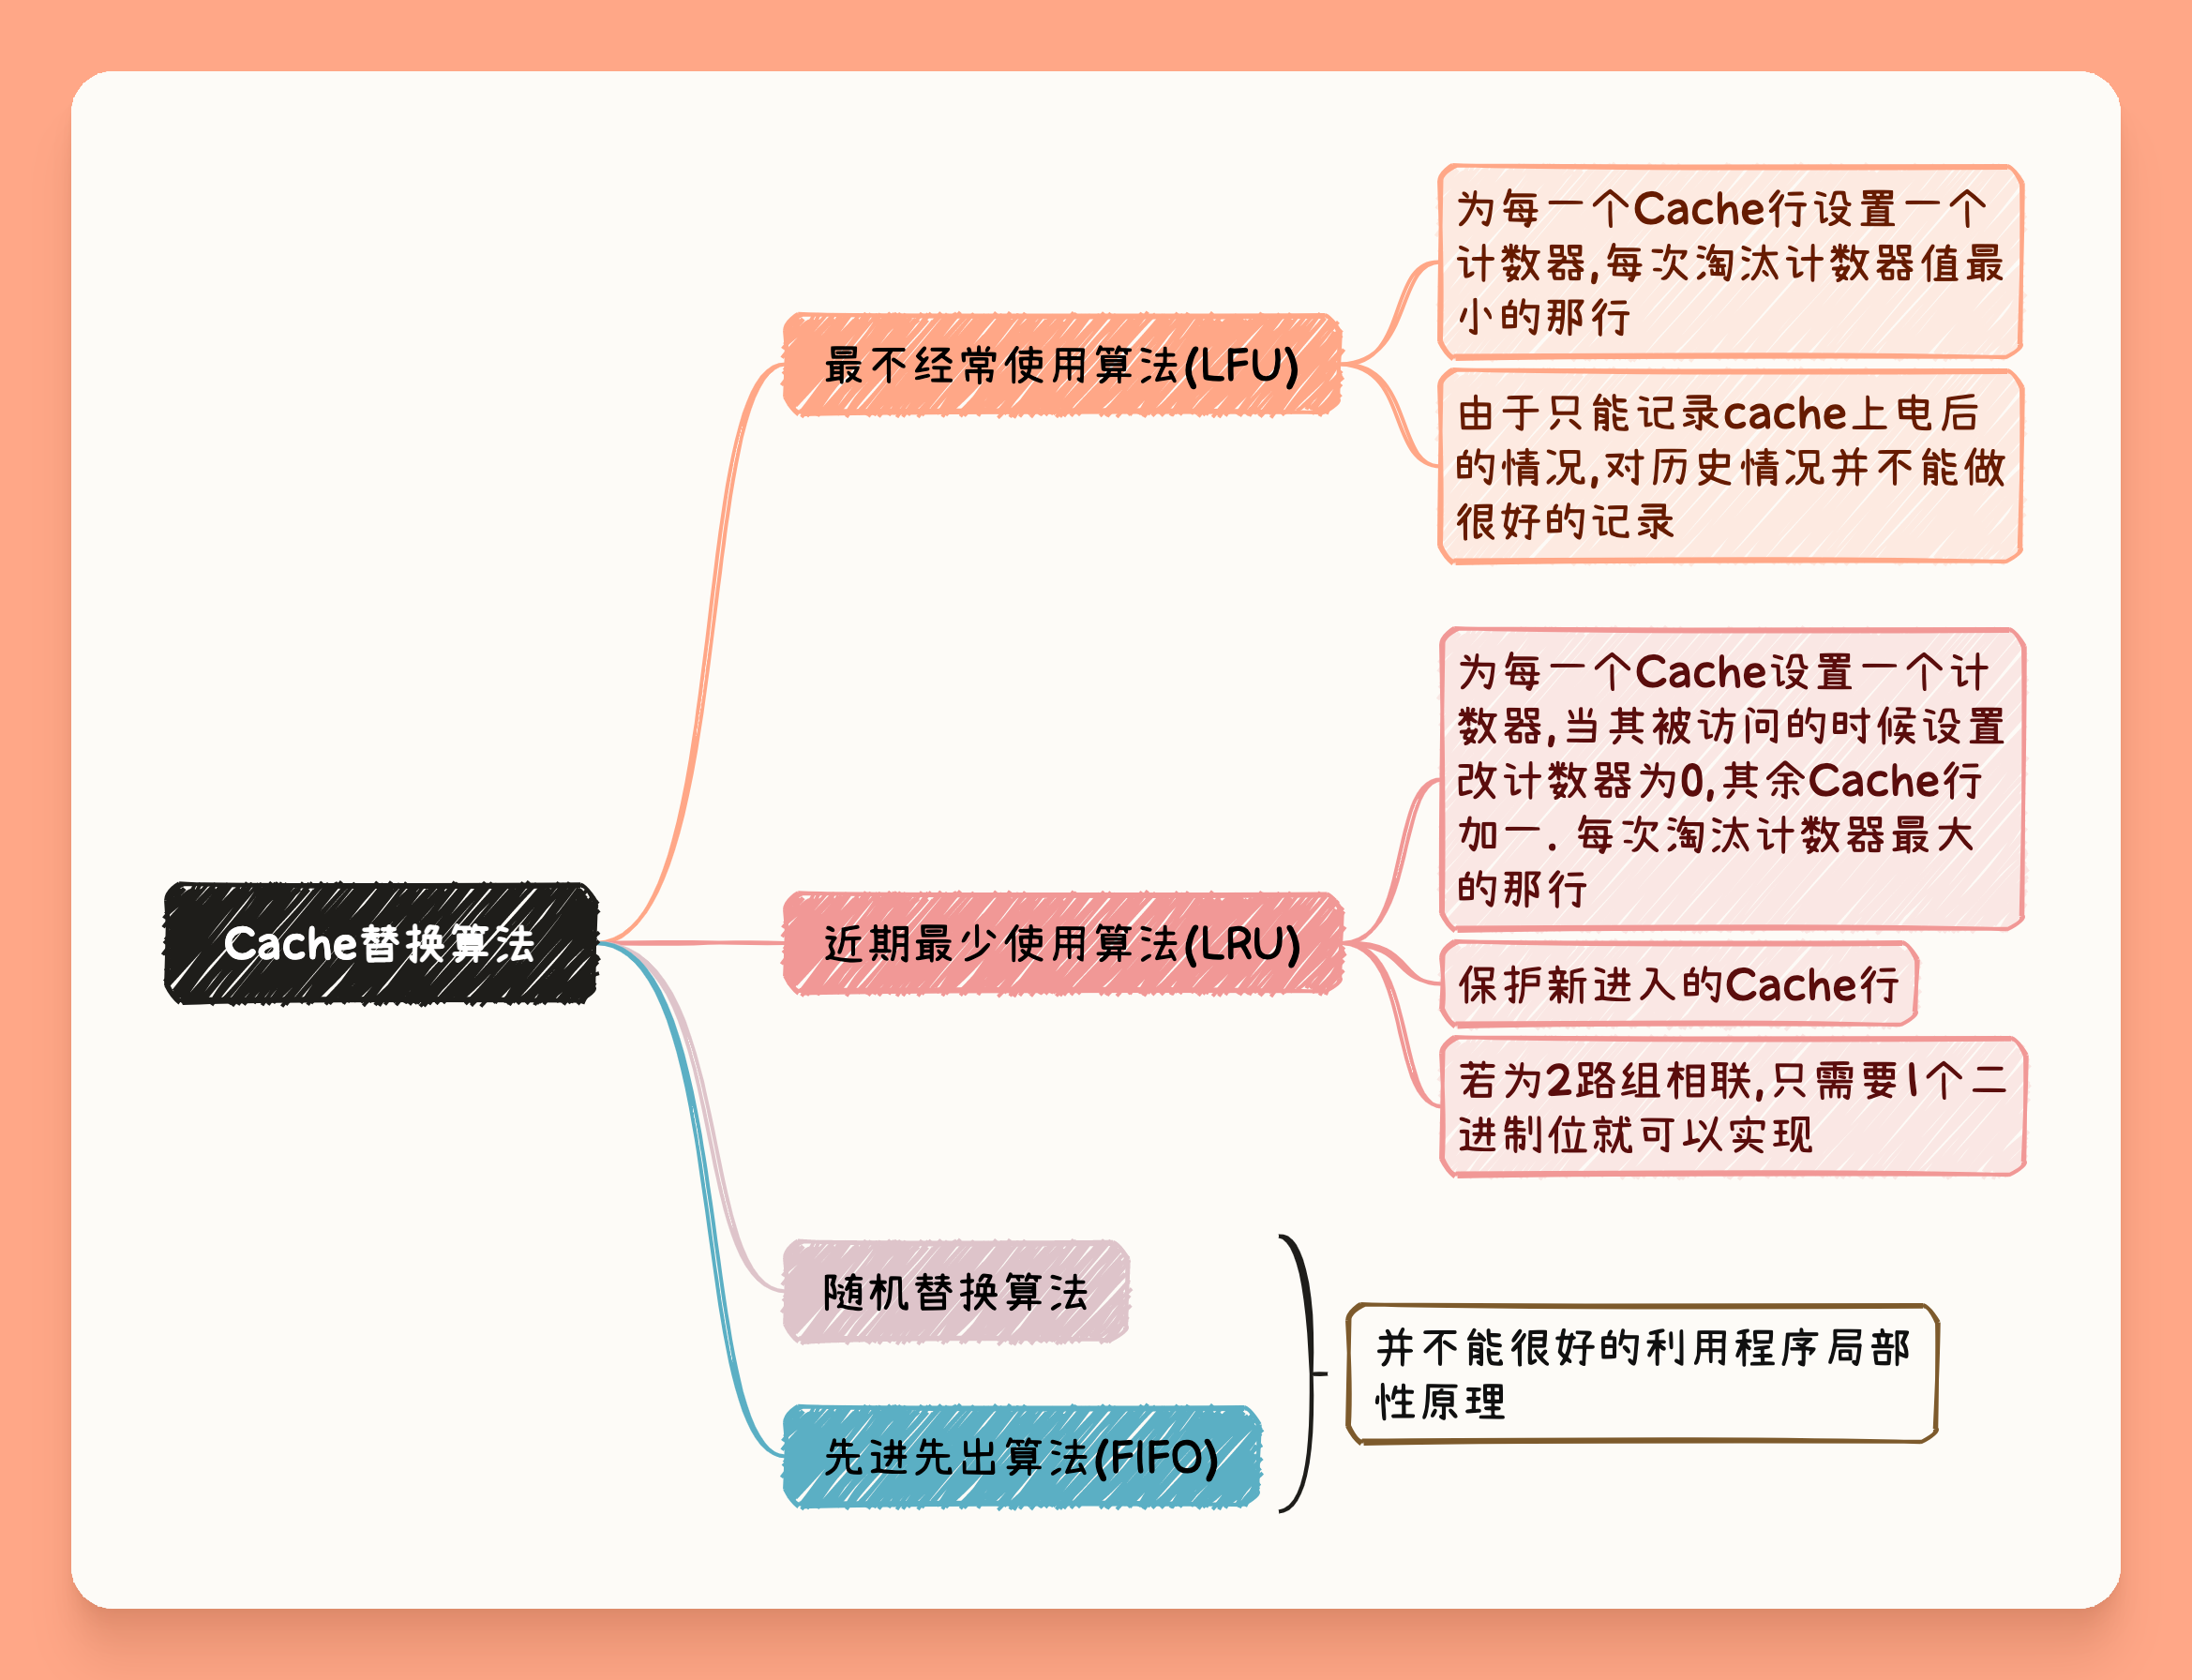 Cache替换算法
最不经常使用算法(LFU)
为每一个Cache行设置一个
计数器,每次淘汰计数器值最
小的那行
由于只能记录cache上电后
的情况,对历史情况并不能做
很好的记录
近期最少使用算法(LRU)
为每一个Cache设置一个计
数器,当其被访问的时候设置
改计数器为0,其余Cache行
加一. 每次淘汰计数器最大
的那行
保护新进入的Cache行
若为2路组相联,只需要1个二
进制位就可以实现
随机替换算法
先进先出算法(FIFO)
并不能很好的利用程序局部
性原理